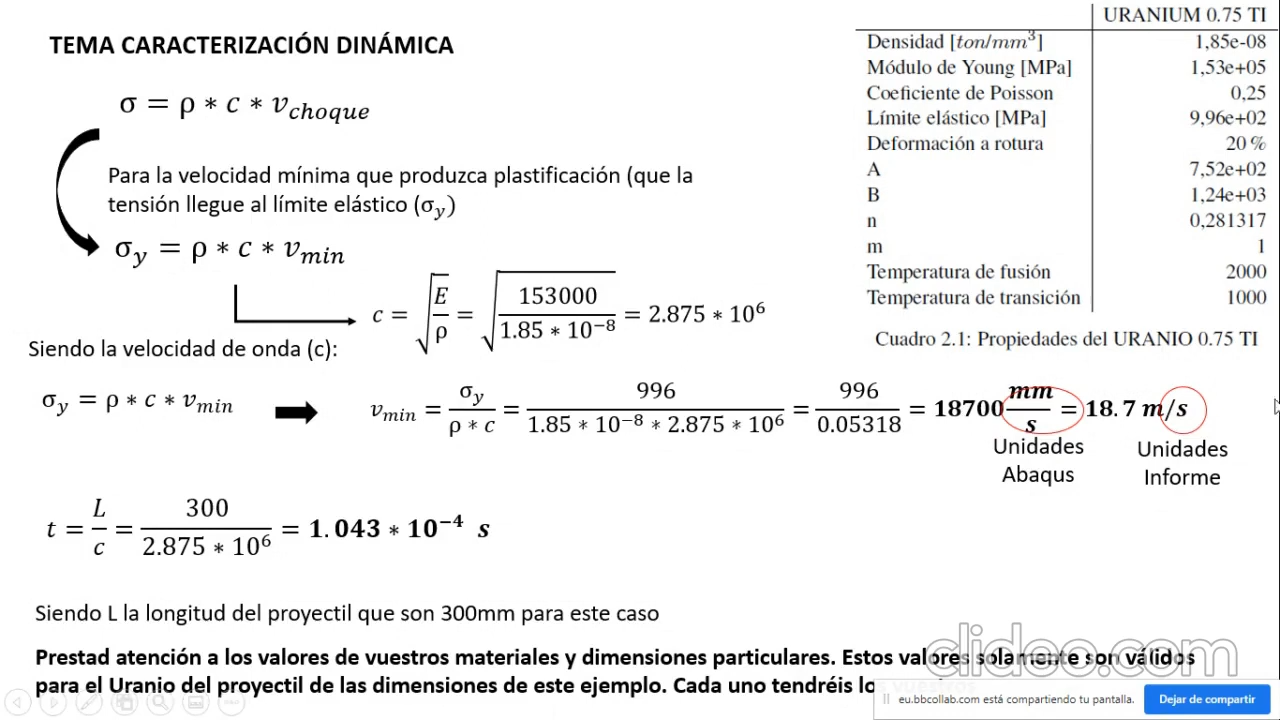 TEMA CARACTERIZACIÓN DINÁMICA
σ = ρ * c * v_choque
Para la velocidad mínima que produzca plastificación (que la
tensión llegue al límite elástico (σ_y)
σ_y = ρ * c * v_min
c = √(E/ρ) = √(153000/(1.85 * 10^−8)) = 2.875 * 10^6
Siendo la velocidad de onda (c):
σ_y = ρ * c * v_min
v_min = σ_y/(ρ * c) = 996/(1.85 * 10^−8 * 2.875 * 10^6) = 996/0.05318 = 18700 mm/s = 18.7 m/s
Unidades
Abaqus
Unidades
Informe
t = L/c = 300/(2.875 * 10^6) = 1.043 * 10^−4 s
Siendo L la longitud del proyectil que son 300mm para este caso
Prestad atención a los valores de vuestros materiales y dimensiones particulares. Estos valores solamente son válidos
para el Uranio del proyectil de las dimensiones de este ejemplo. Cada uno tendréis los
URANIUM 0.75 TI
Densidad [ton/mm³] 1,85e-08
Módulo de Young [MPa] 1,53e+05
Coeficiente de Poisson 0,25
Límite elástico [MPa] 9,96e+02
Deformación a rotura 20 %
A 7,52e+02
B 1,24e+03
n 0,281317
m 1
Temperatura de fusión 2000
Temperatura de transición 1000
Cuadro 2.1: Propiedades del URANIO 0.75 TI
clideo.com
eu.bbcollab.com está compartiendo tu pantalla.
Dejar de compartir